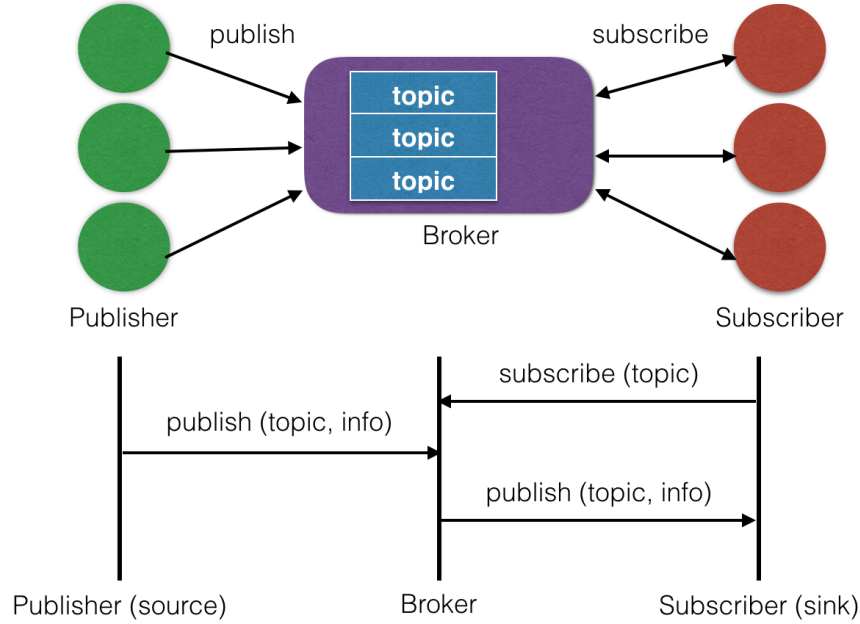 publish
subscribe
topic
topic
topic
Broker
Publisher
Subscriber
subscribe (topic)
publish (topic, info)
publish (topic, info)
Publisher (source)
Broker
Subscriber (sink)